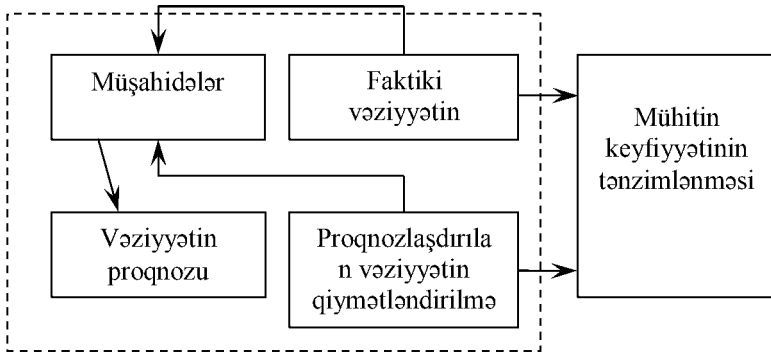 Müşahidələr
Faktiki
vəziyyətin
Mühitin
keyfiyyətinin
tənzimlənməsi
Vəziyyətin
proqnozu
Proqnozlaşdırıla
n vəziyyətin
qiymətləndirilmə